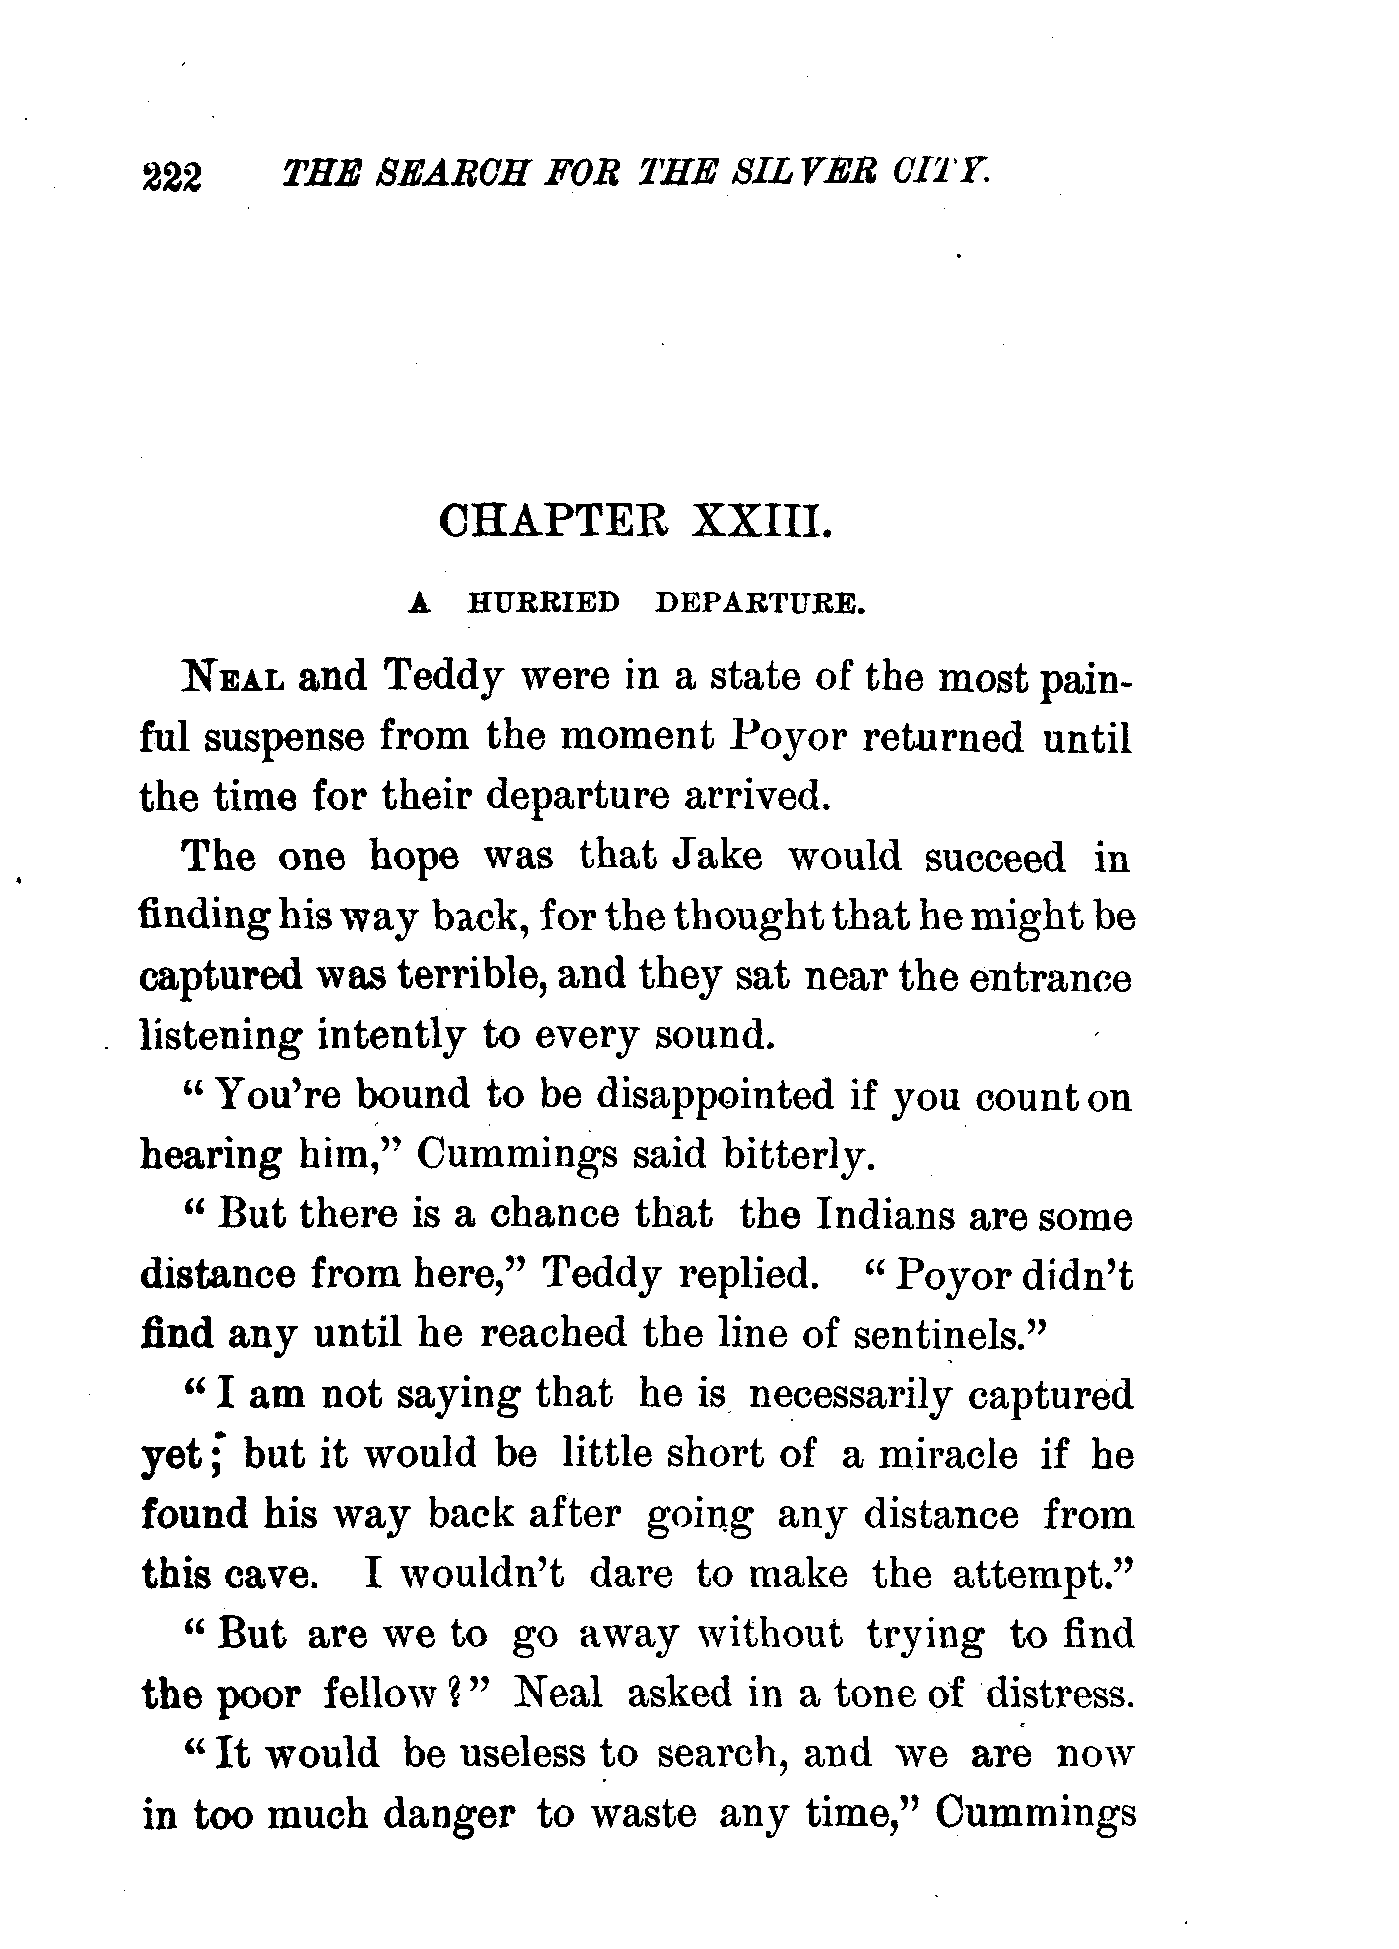 222 THE SEARCH FOR THE SILVER CITY.
CHAPTER XXIII.
A HURRIED DEPARTURE.
NEAL and Teddy were in a state of the most pain-
ful suspense from the moment Poyor returned until
the time for their departure arrived.
The one hope was that Jake would succeed in
finding his way back, for the thought that he might be
captured was terrible, and they sat near the entrance
listening intently to every sound.
"You're bound to be disappointed if you count on
hearing him," Cummings said bitterly.
"But there is a chance that the Indians are some
distance from here," Teddy replied. "Poyor didn't
find any until he reached the line of sentinels."
"I am not saying that he is necessarily captured
yet; but it would be little short of a miracle if he
found his way back after going any distance from
this cave. I wouldn't dare to make the attempt."
"But are we to go away without trying to find
the poor fellow?" Neal asked in a tone of distress.
"It would be useless to search, and we are now
in too much danger to waste any time," Cummings